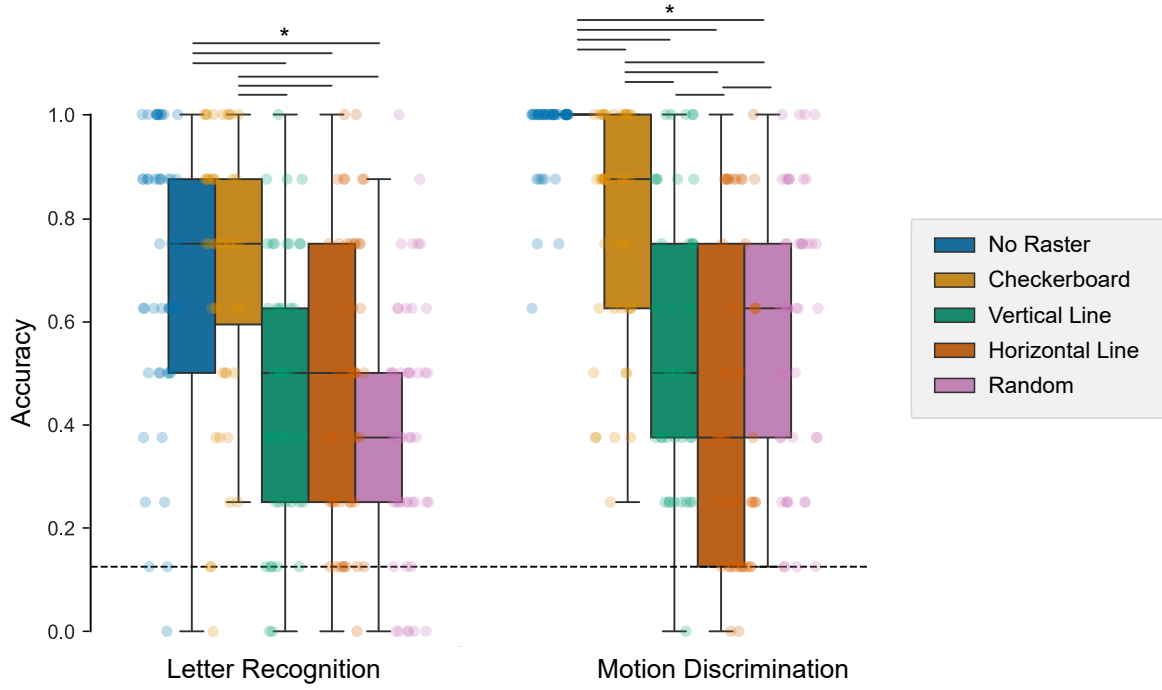 *
*
1.0
0.8
0.6
0.4
0.2
0.0
Accuracy
Letter Recognition
Motion Discrimination
No Raster
Checkerboard
Vertical Line
Horizontal Line
Random